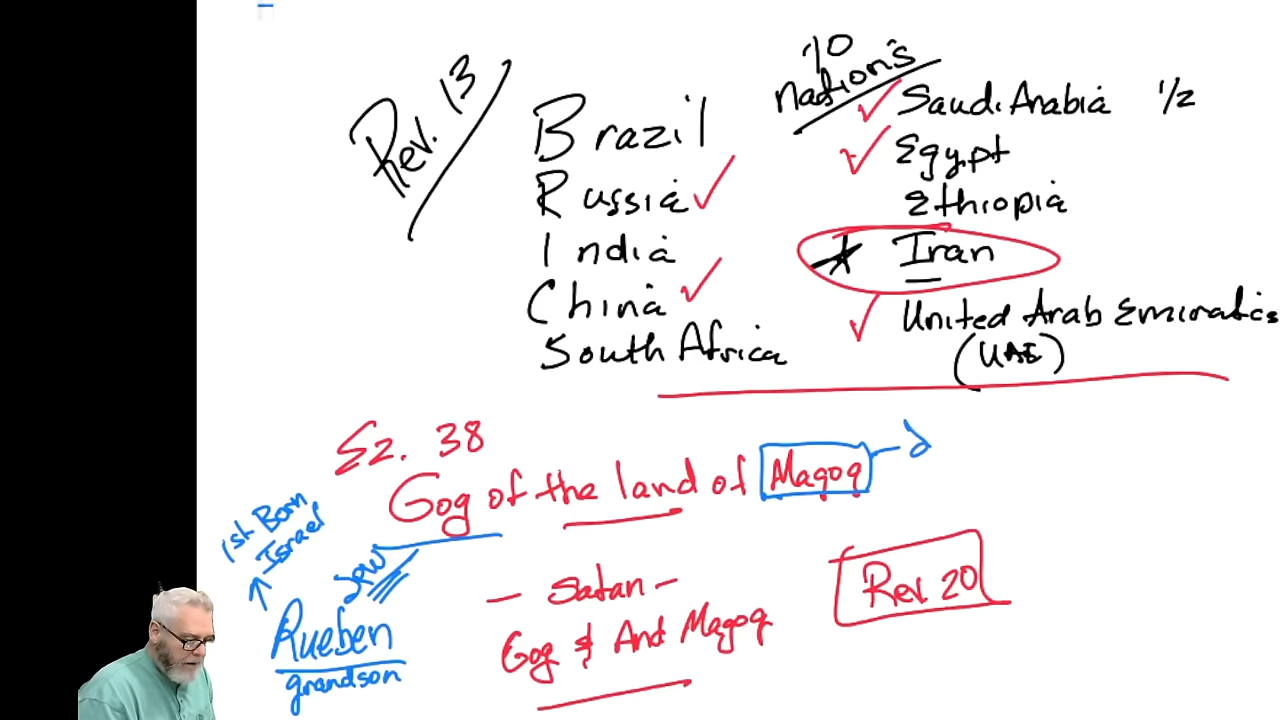 Rev. 13
Brazil
Russia
India
China
South Africa
10
Nations
Saudi Arabia 1/2
Egypt
Ethiopia
Iran
United Arab Emirates
(UAE)
Ez. 38
Gog of the land of Magog
1st Born
Israel
Jew
Rueben
grandson
- Satan -
Gog & And Magog
Rev 20